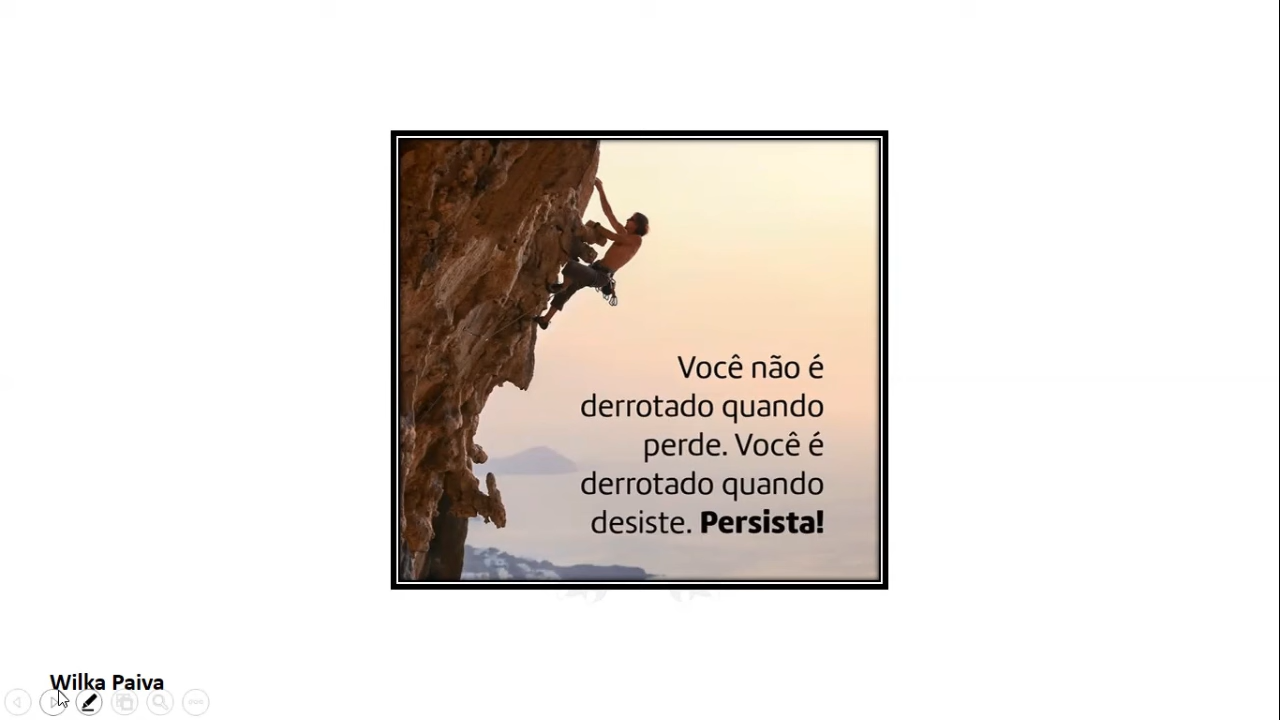 Você não é
derrotado quando
perde. Você é
derrotado quando
desiste. Persista!
Wilka Paiva